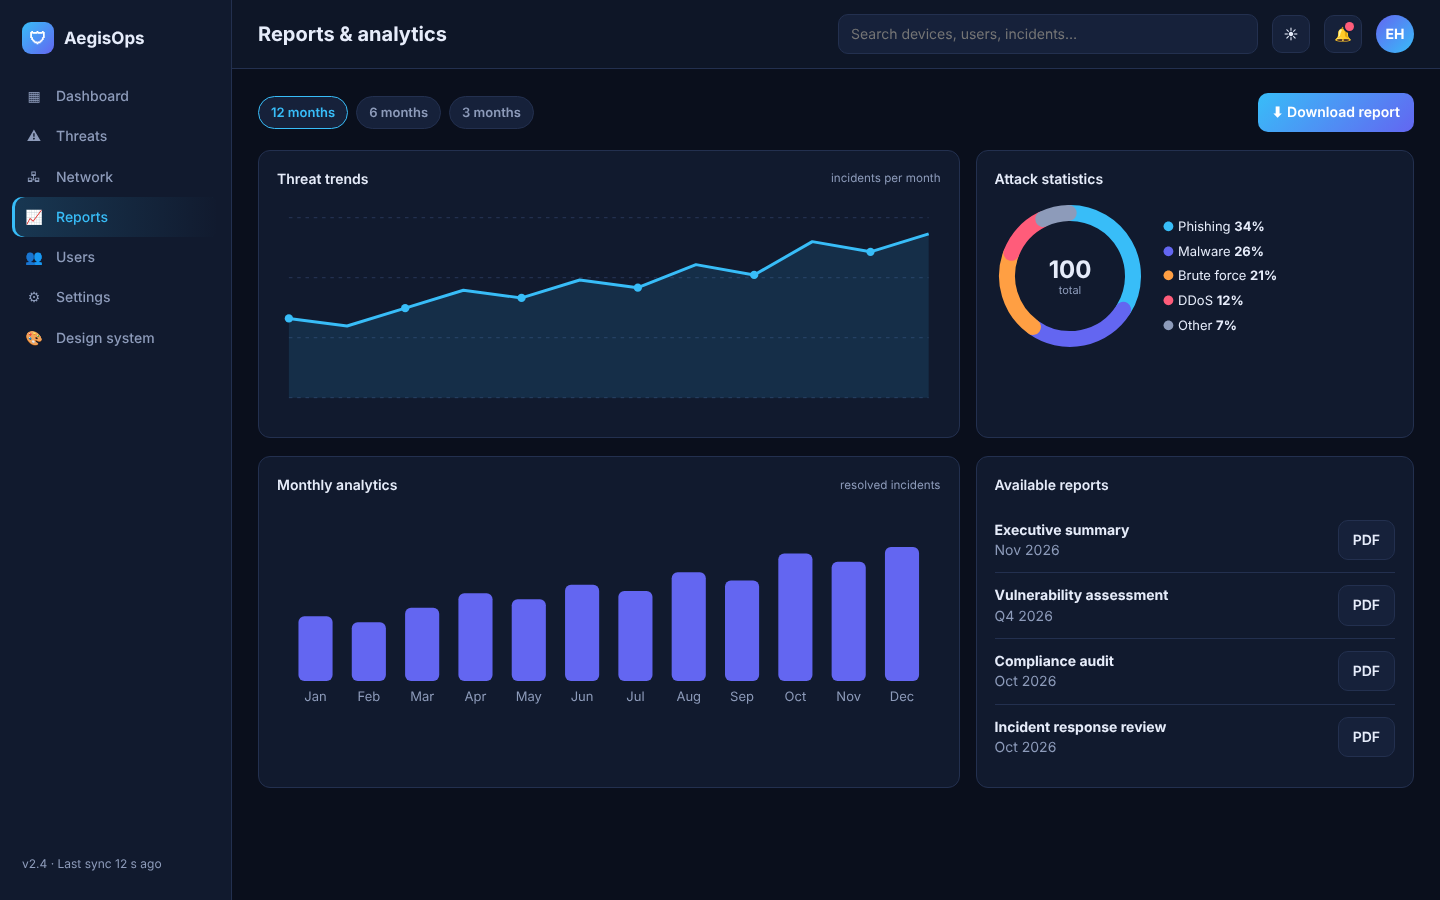 AegisOps
Dashboard
Threats
Network
Reports
Users
Settings
Design system
v2.4 · Last sync 12 s ago
Reports & analytics
Search devices, users, incidents...
EH
12 months
6 months
3 months
Download report
Threat trends
incidents per month
Attack statistics
100
total
Phishing 34%
Malware 26%
Brute force 21%
DDoS 12%
Other 7%
Monthly analytics
resolved incidents
Jan Feb Mar Apr May Jun Jul Aug Sep Oct Nov Dec
Available reports
Executive summary
Nov 2026
PDF
Vulnerability assessment
Q4 2026
PDF
Compliance audit
Oct 2026
PDF
Incident response review
Oct 2026
PDF